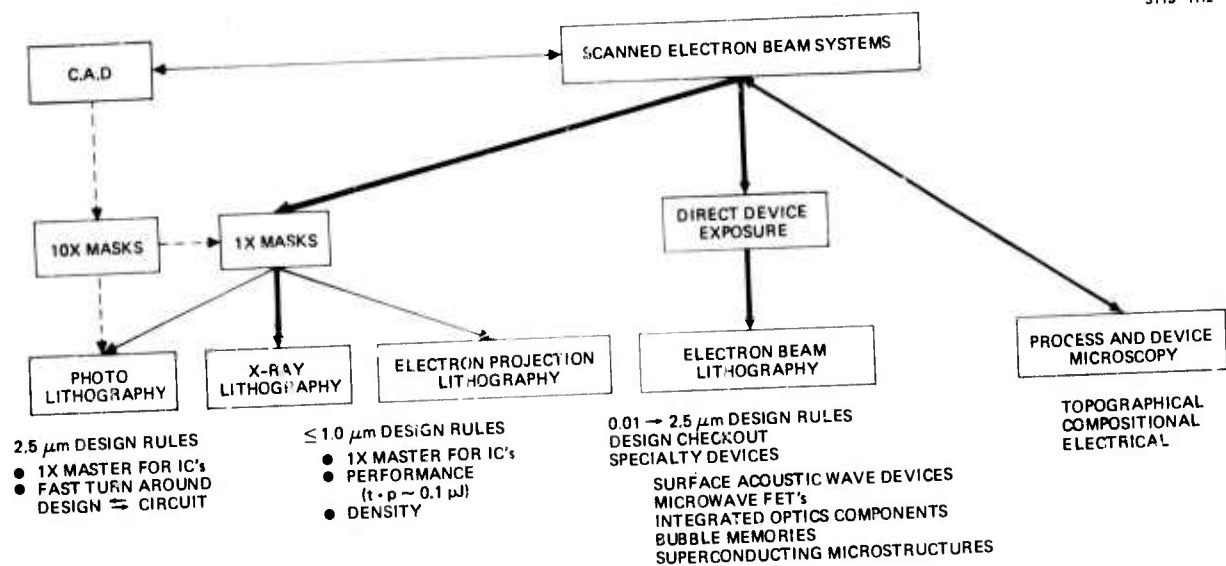 SCANNED ELECTRON BEAM SYSTEMS
C.A.D
10X MASKS
1X MASKS
DIRECT DEVICE
EXPOSURE
PHOTO
LITHOGRAPHY
X-RAY
LITHOGRAPHY
ELECTRON PROJECTION
LITHOGRAPHY
ELECTRON BEAM
LITHOGRAPHY
PROCESS AND DEVICE
MICROSCOPY
2.5 μm DESIGN RULES
● 1X MASTER FOR IC's
● FAST TURN AROUND
DESIGN ⇆ CIRCUIT
≤ 1.0 μm DESIGN RULES
● 1X MASTER FOR IC's
● PERFORMANCE
(t · p ~ 0.1 μJ)
● DENSITY
0.01 → 2.5 μm DESIGN RULES
DESIGN CHECKOUT
SPECIALTY DEVICES
SURFACE ACOUSTIC WAVE DEVICES
MICROWAVE FET's
INTEGRATED OPTICS COMPONENTS
BUBBLE MEMORIES
SUPERCONDUCTING MICROSTRUCTURES
TOPOGRAPHICAL
COMPOSITIONAL
ELECTRICAL